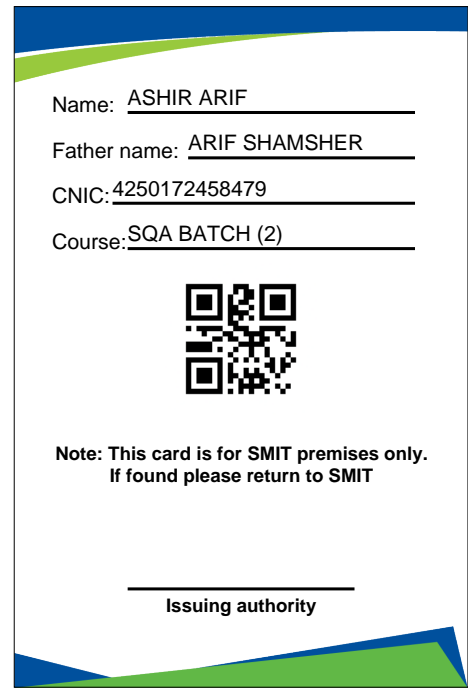 Name: ASHIR ARIF
Father name: ARIF SHAMSHER
CNIC: 4250172458479
Course: SQA BATCH (2)
Note: This card is for SMIT premises only.
If found please return to SMIT
Issuing authority